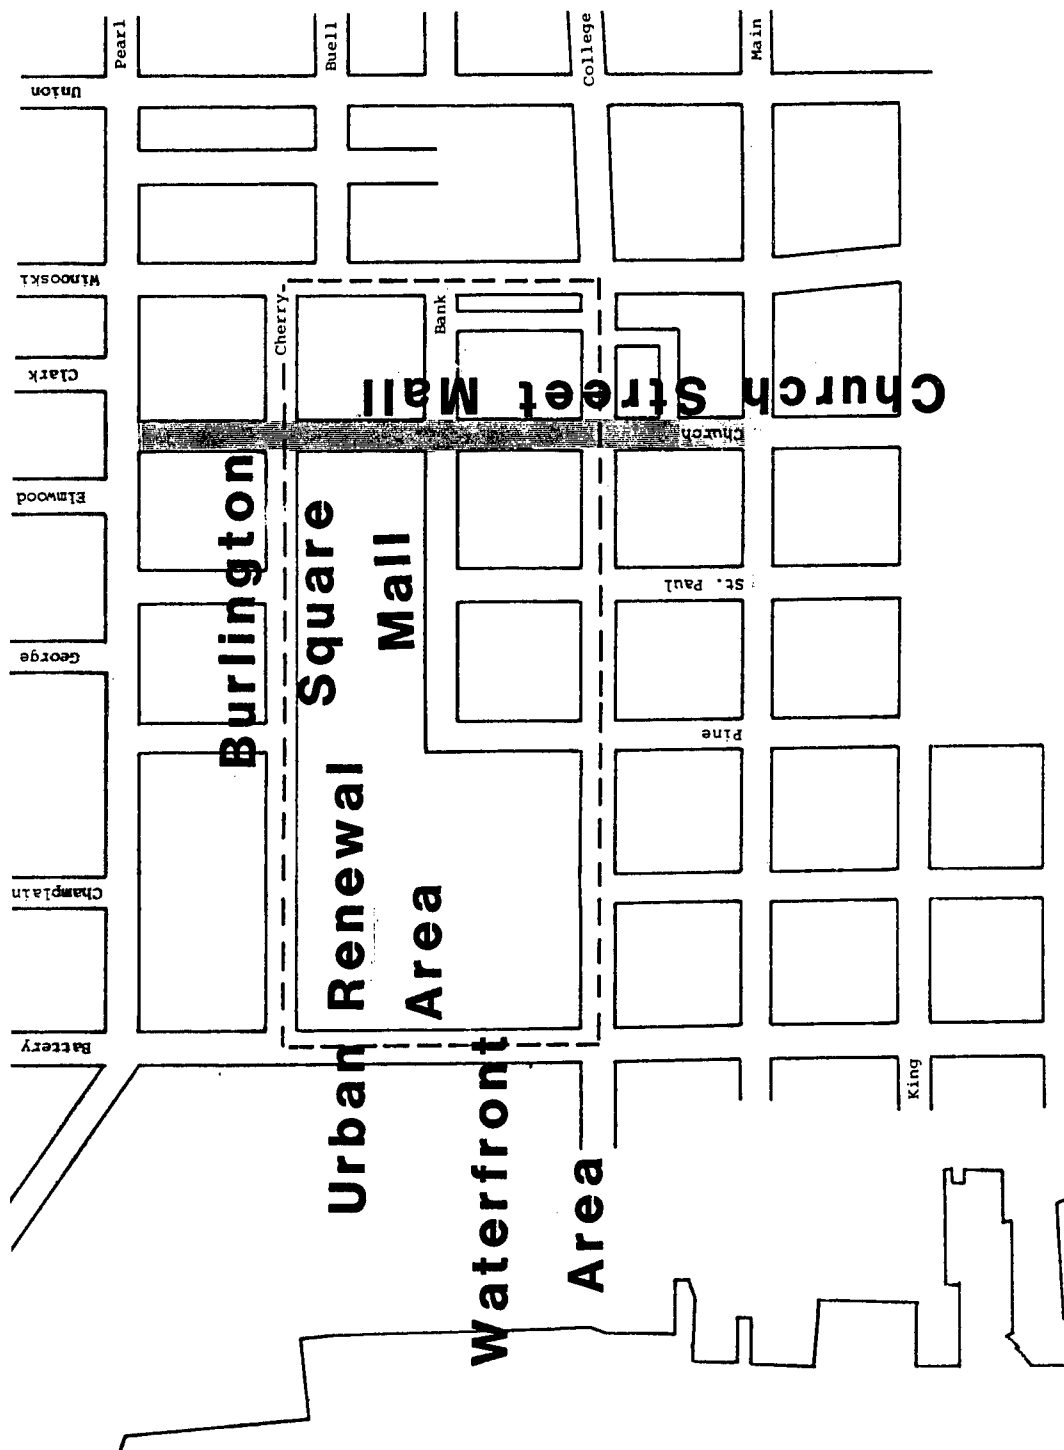 Pearl
Buell
College
Main
Union
Winooski
Cherry
Bank
Clark
Church Street Mall
Church
Elmwood
Burlington
Square
Mall
St. Paul
George
Pine
Champlain
Urban Renewal
Area
Battery
King
Waterfront
Area